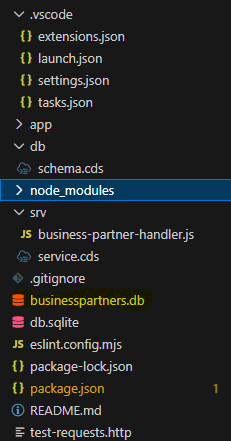 .vscode
extensions.json
launch.json
settings.json
tasks.json
app
db
schema.cds
node_modules
srv
JS business-partner-handler.js
service.cds
.gitignore
businesspartners.db
db.sqlite
eslint.config.mjs
package-lock.json
package.json 1
README.md
test-requests.http